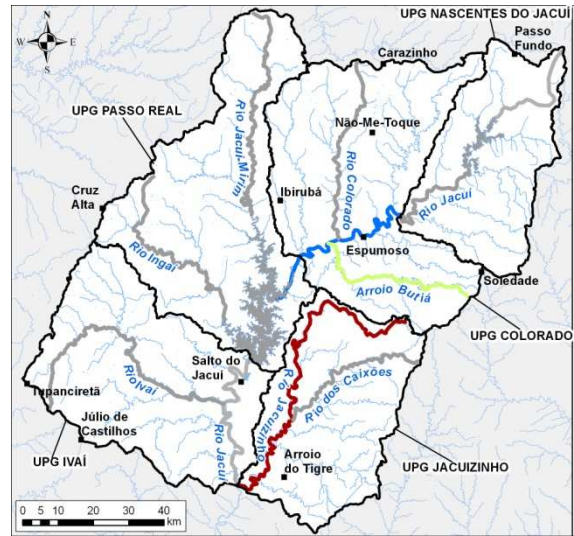 UPG NASCENTES DO JACUÍ
Passo
Fundo
N
W
E
S
Carazinho
UPG PASSO REAL
Rio Jacuí-Mirim
Não-Me-Toque
Rio Colorado
Cruz
Alta
Ibirubá
Rio Jacuí
Espumoso
Rio Ingaí
Soledade
Arroio Buriá
UPG COLORADO
Salto do
Jacuí
Rio Ivaí
Rio dos Caixões
Rio Jacuizinho
Tupanciretã
Júlio de
Castilhos
Rio Jacuí
UPG IVAÍ
Arroio
do Tigre
UPG JACUIZINHO
0 5 10 20 30 40
km